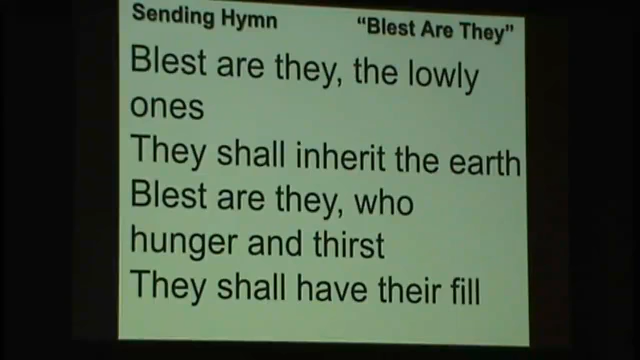 Sending Hymn “Blest Are They”
Blest are they, the lowly
ones
They shall inherit the earth
Blest are they, who
hunger and thirst
They shall have their fill